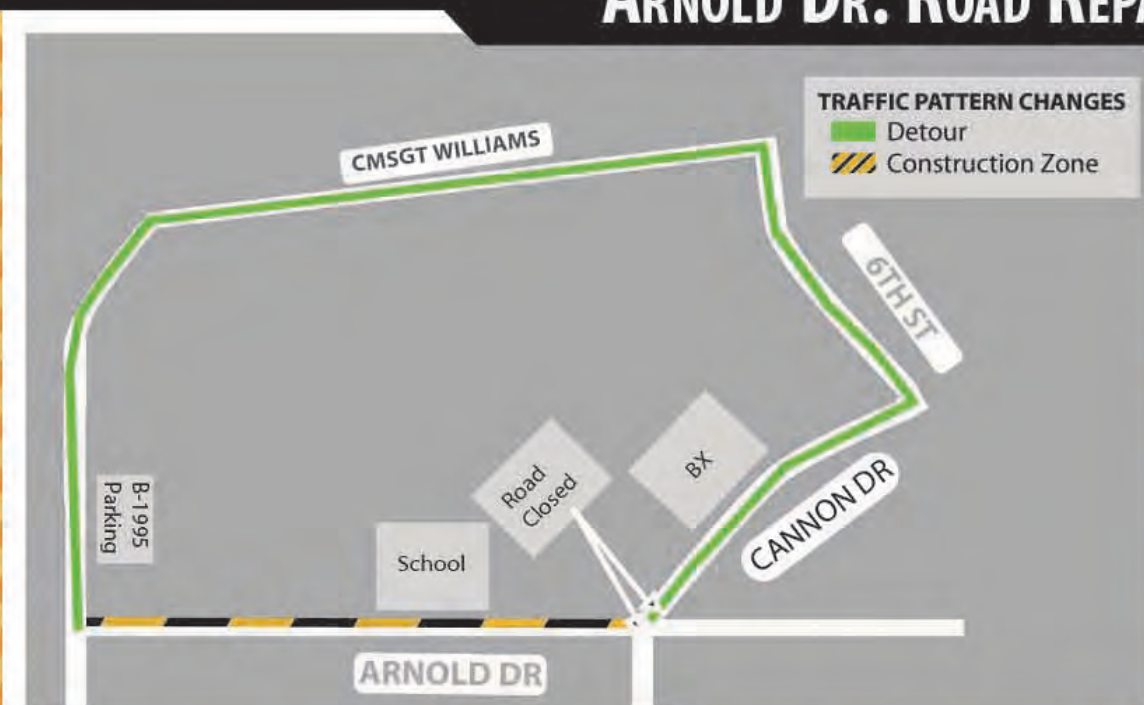 ARNOLD DR. ROAD
TRAFFIC PATTERN CHANGES
Detour
Construction Zone
CMSGT WILLIAMS
6TH ST
BX
Road
Closed
CANNON DR
B-1995
Parking
School
ARNOLD DR